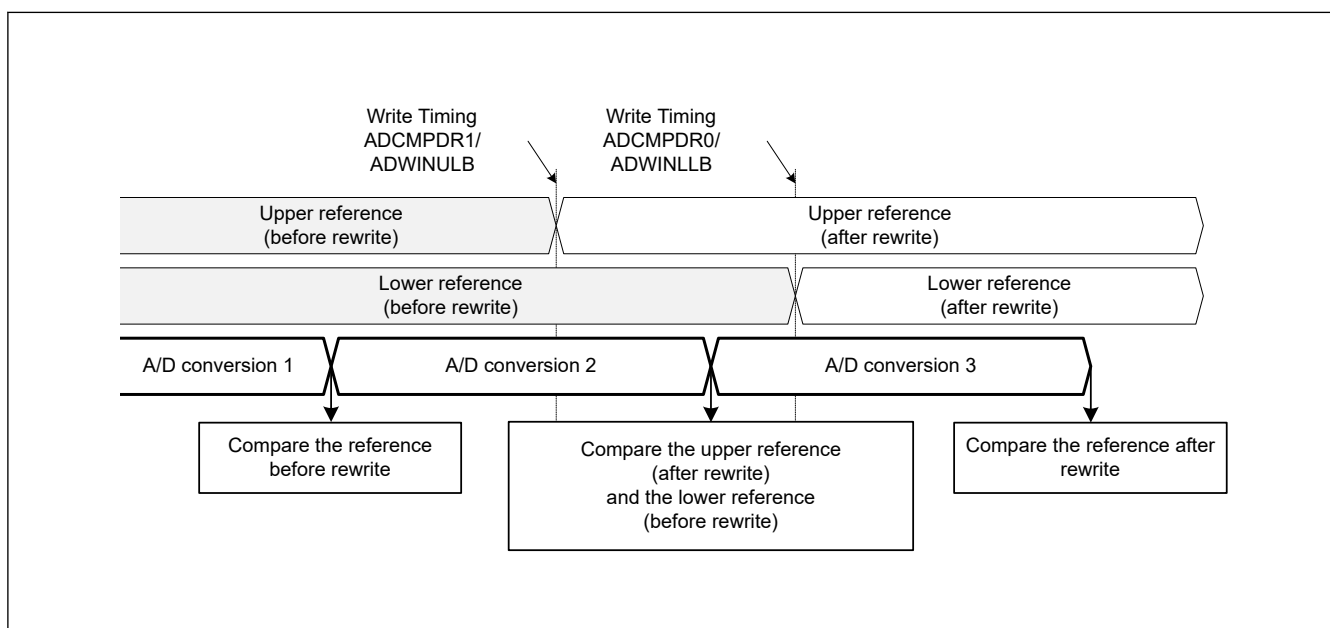 Write Timing
ADCMPDR1/
ADWINULB
Write Timing
ADCMPDR0/
ADWINLLB
Upper reference
(before rewrite)
Upper reference
(after rewrite)
Lower reference
(before rewrite)
Lower reference
(after rewrite)
A/D conversion 1
A/D conversion 2
A/D conversion 3
Compare the reference
before rewrite
Compare the upper reference
(after rewrite)
and the lower reference
(before rewrite)
Compare the reference after
rewrite